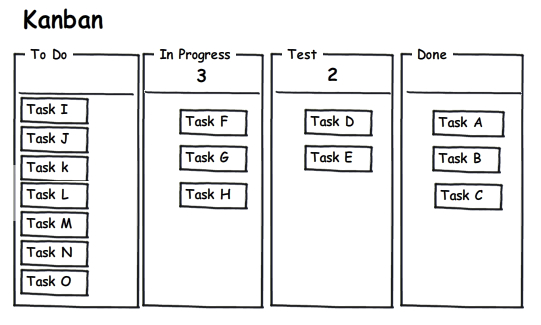 Kanban
To Do
In Progress
3
Test
2
Done
Task I
Task J
Task k
Task L
Task M
Task N
Task O
Task F
Task G
Task H
Task D
Task E
Task A
Task B
Task C